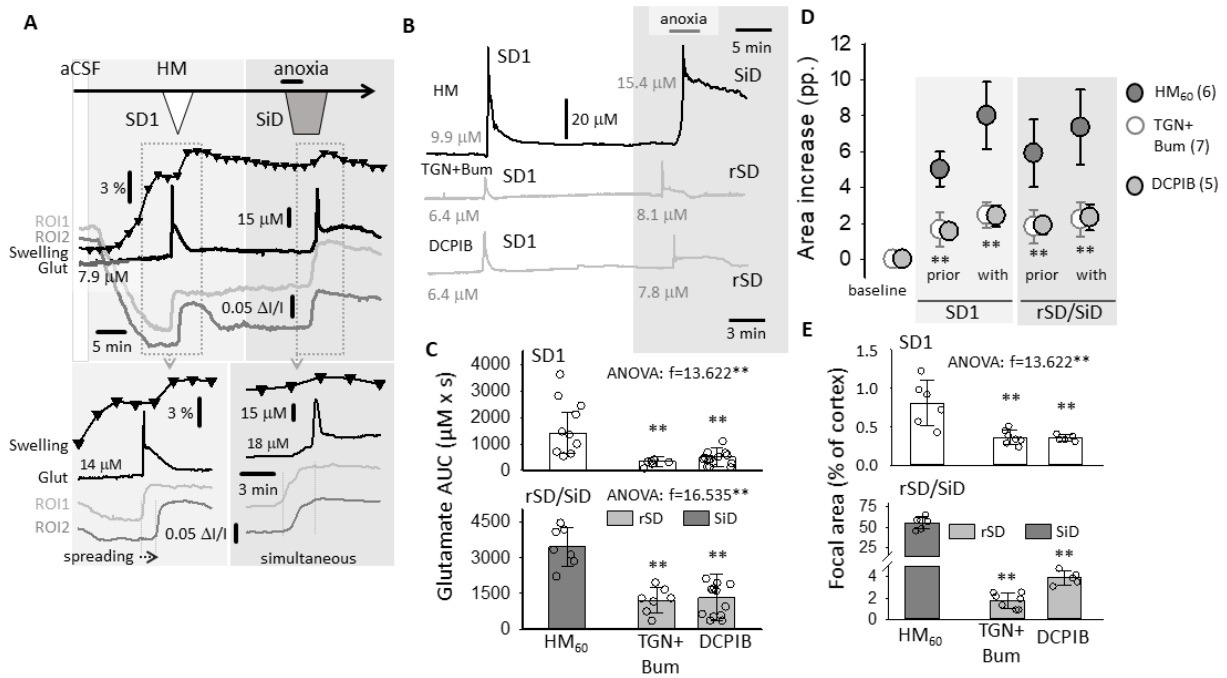 A
aCSF
HM
anoxia
SD1
SiD
3 %
15 µM
ROI1
ROI2
Swelling
Glut
7.9 µM
0.05 ΔI/I
5 min
3 %
15 µM
Swelling
18 µM
14 µM
Glut
3 min
ROI1
ROI2
0.05 ΔI/I
spreading
simultaneous
B
anoxia
5 min
SD1
SiD
HM
15.4 µM
20 µM
9.9 µM
TGN+Bum
SD1
rSD
6.4 µM
8.1 µM
DCPIB
SD1
6.4 µM
7.8 µM
rSD
3 min
C
SD1
4000
3000
2000
1000
0
ANOVA: f=13.622**
**
**
Glutamate AUC (µM x s)
rSD/SiD
ANOVA: f=16.535**
rSD
SiD
4500
3000
1500
0
**
**
HM60
TGN+
Bum
DCPIB
D
Area increase (pp.)
12
10
8
6
4
2
0
HM60 (6)
TGN+
Bum (7)
DCPIB (5)
**
**
**
**
baseline
prior
with
prior
with
SD1
rSD/SiD
E
SD1
1.5
1.0
0.5
0.0
ANOVA: f=13.622**
**
**
Focal area (% of cortex)
rSD/SiD
rSD
SiD
75
50
25
4
2
0
**
**
HM60
TGN+
Bum
DCPIB